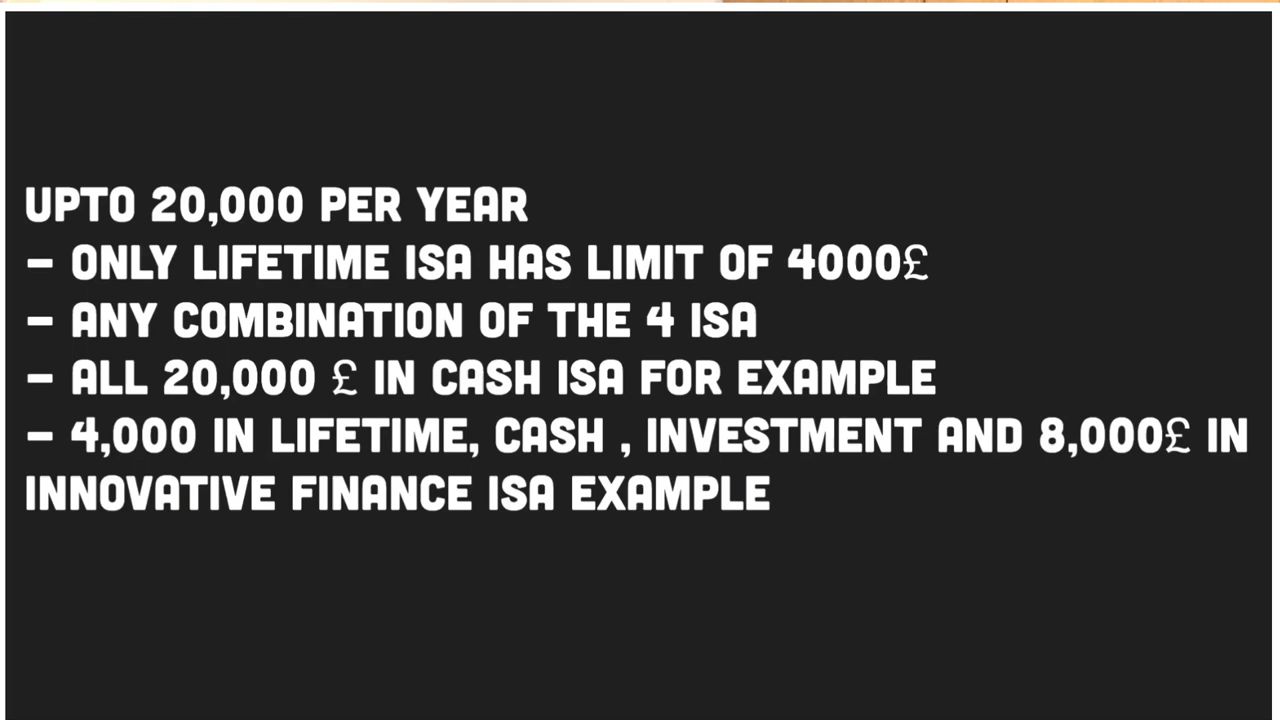 UPTO 20,000 PER YEAR
- ONLY LIFETIME ISA HAS LIMIT OF 4000£
- ANY COMBINATION OF THE 4 ISA
- ALL 20,000 £ IN CASH ISA FOR EXAMPLE
- 4,000 IN LIFETIME, CASH , INVESTMENT AND 8,000£ IN
INNOVATIVE FINANCE ISA EXAMPLE